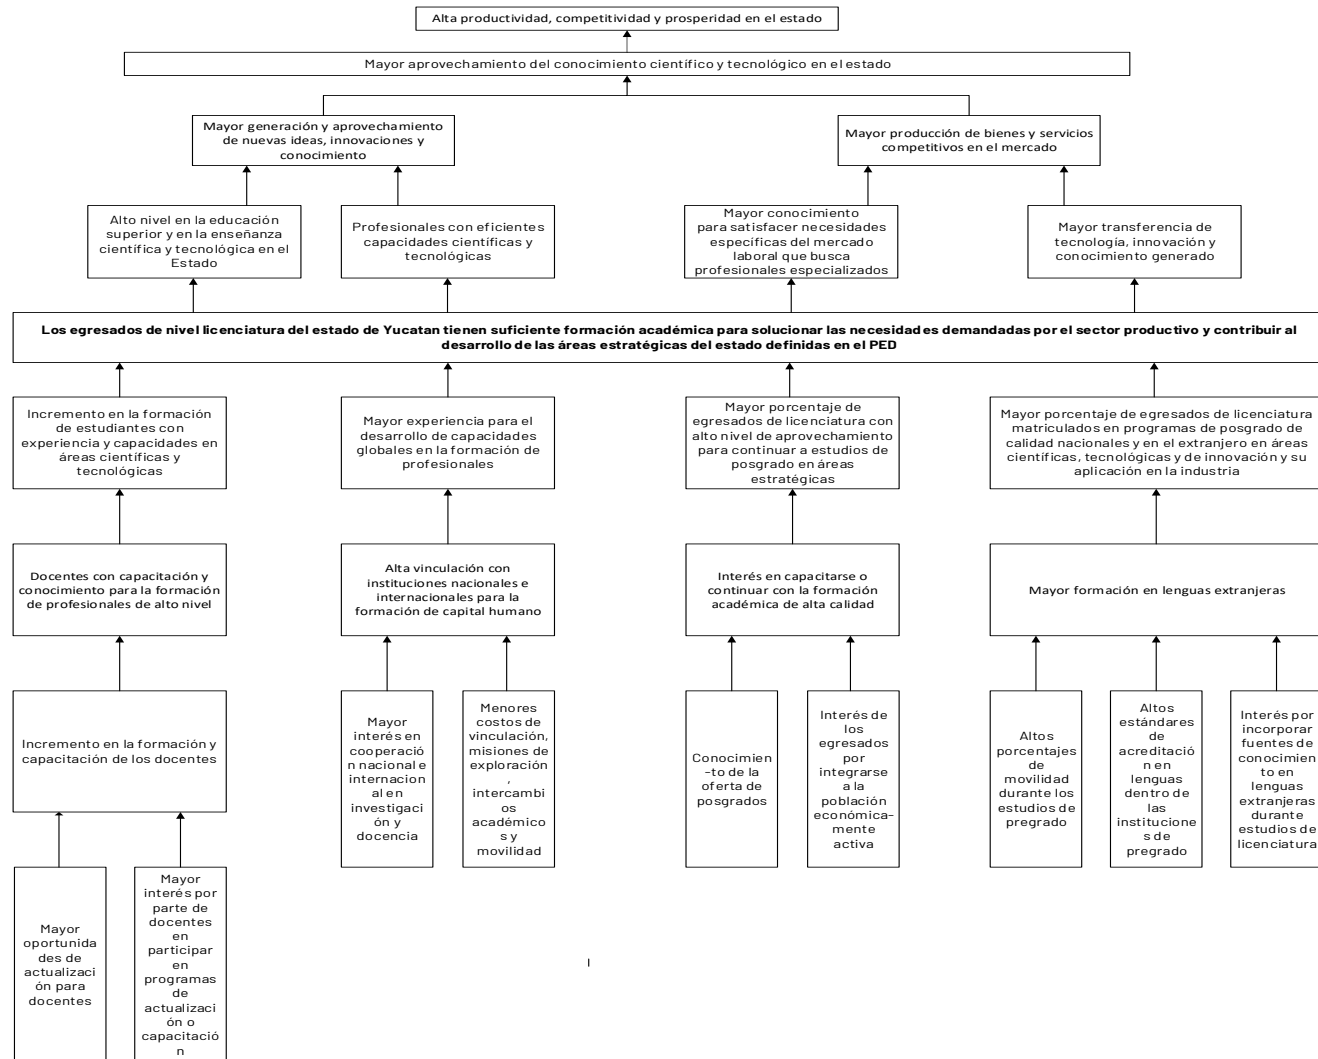 Alta productividad, competitividad y prosperidad en el estado
Mayor aprovechamiento del conocimiento científico y tecnológico en el estado
Mayor generación y aprovechamiento
de nuevas ideas, innovaciones y
conocimiento
Mayor producción de bienes y servicios
competitivos en el mercado
Alto nivel en la educación
superior y en la enseñanza
científica y tecnológica en el
Estado
Profesionales con eficientes
capacidades científicas y
tecnológicas
Mayor conocimiento
para satisfacer necesidades
específicas del mercado
laboral que busca
profesionales especializados
Mayor transferencia de
tecnología, innovación y
conocimiento generado
Los egresados de nivel licenciatura del estado de Yucatan tienen suficiente formación académica para solucionar las necesidades demandadas por el sector productivo y contribuir al
desarrollo de las áreas estratégicas del estado definidas en el PED
Incremento en la formación
de estudiantes con
experiencia y capacidades en
áreas científicas y
tecnológicas
Mayor experiencia para el
desarrollo de capacidades
globales en la formación de
profesionales
Mayor porcentaje de
egresados de licenciatura con
alto nivel de aprovechamiento
para continuar a estudios de
posgrado en áreas
estratégicas
Mayor porcentaje de egresados de licenciatura
matriculados en programas de posgrado de
calidad nacionales y en el extranjero en áreas
científicas, tecnológicas y de innovación y su
aplicación en la industria
Docentes con capacitación y
conocimiento para la formación
de profesionales de alto nivel
Alta vinculación con
instituciones nacionales e
internacionales para la
formación de capital humano
Interés en capacitarse o
continuar con la formación
académica de alta calidad
Mayor formación en lenguas extranjeras
Incremento en la formación y
capacitación de los docentes
Mayor
interés en
cooperació
n nacional e
internacion
al en
investigaci
ón y
docencia
Menores
costos de
vinculación,
misiones de
exploración
,
intercambi
os
académico
s y
movilidad
Conocimien
-to de la
oferta de
posgrados
Interés de
los
egresados
por
integrarse
a la
población
económica-
mente
activa
Altos
porcentajes
de
movilidad
durante los
estudios de
pregrado
Altos
estándares
de
acreditació
n en
lenguas
dentro de
las
institucione
s de
pregrado
Interés por
incorporar
fuentes de
conocimien
to en
lenguas
extranjeras
durante
estudios de
licenciatura
Mayor
oportunida
des de
actualizaci
ón para
docentes
Mayor
interés por
parte de
docentes
en
participar
en
programas
de
actualizaci
ón o
capacitació
n